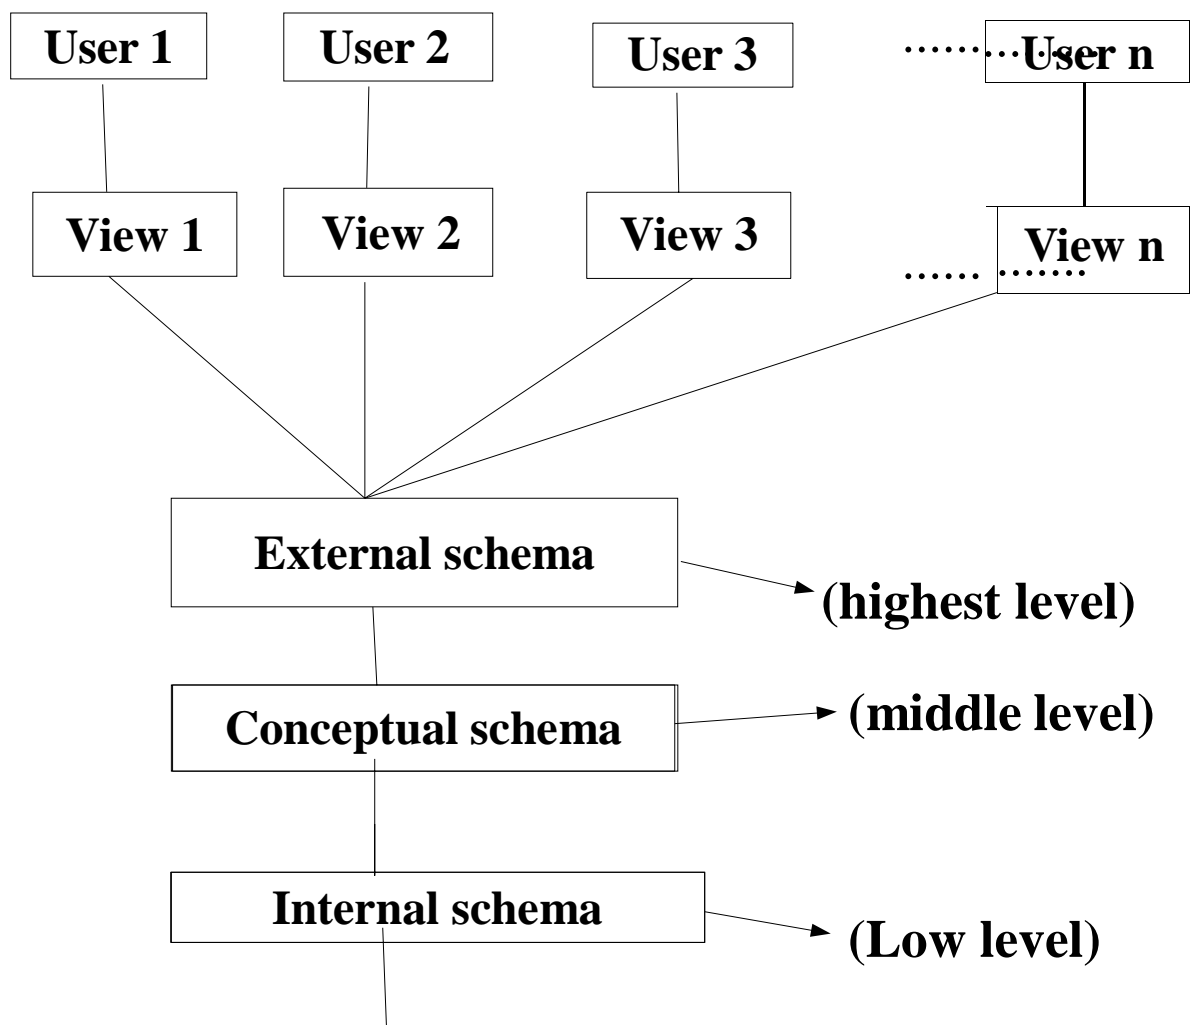 User 1
User 2
User 3
............... User n
View 1
View 2
View 3
View n
...... .......
External schema
(highest level)
Conceptual schema
(middle level)
Internal schema
(Low level)